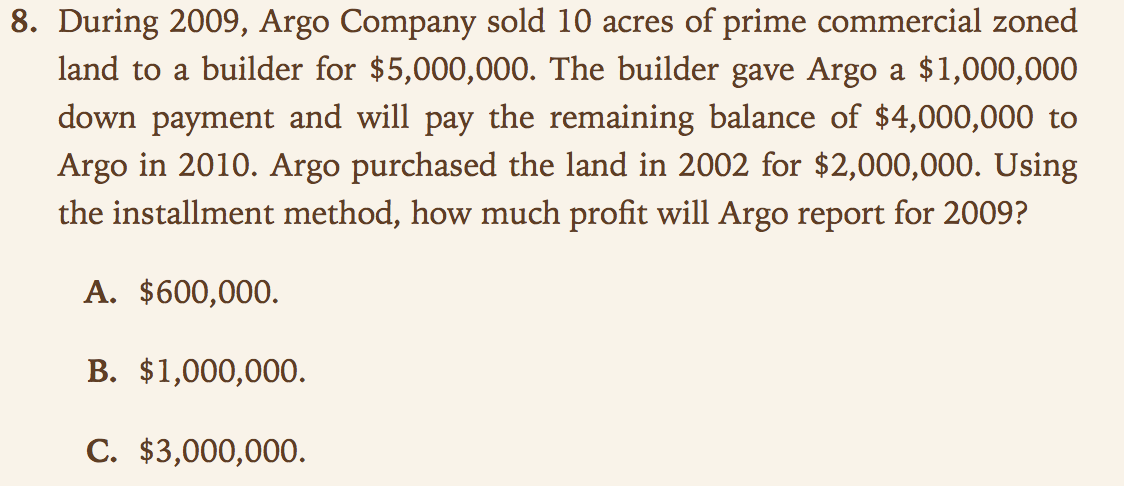 8. During 2009, Argo Company sold 10 acres of prime commercial zoned
land to a builder for $5,000,000. The builder gave Argo a $1,000,000
down payment and will pay the remaining balance of $4,000,000 to
Argo in 2010. Argo purchased the land in 2002 for $2,000,000. Using
the installment method, how much profit will Argo report for 2009?
A. $600,000.
B. $1,000,000.
C. $3,000,000.